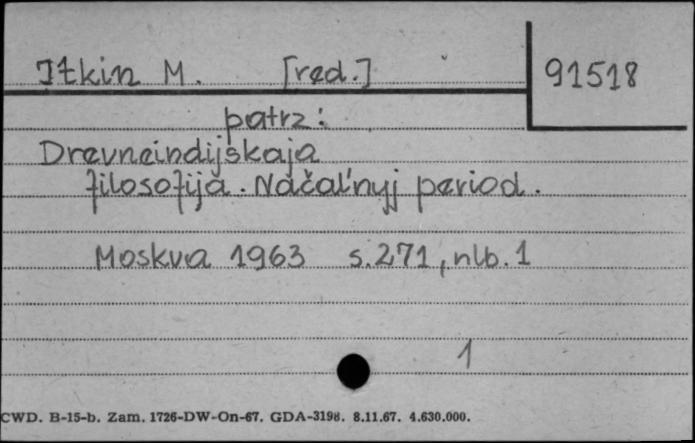 Itkin M. [red.] 91518
patrz:
Drevneindijskaja
filosofija. Načal'nyj period.
Moskva 1963 s. 271, nlb. 1
1
CWD. B-15-b. Zam. 1726-DW-On-67. GDA-3198. 8.11.67. 4.630.000.